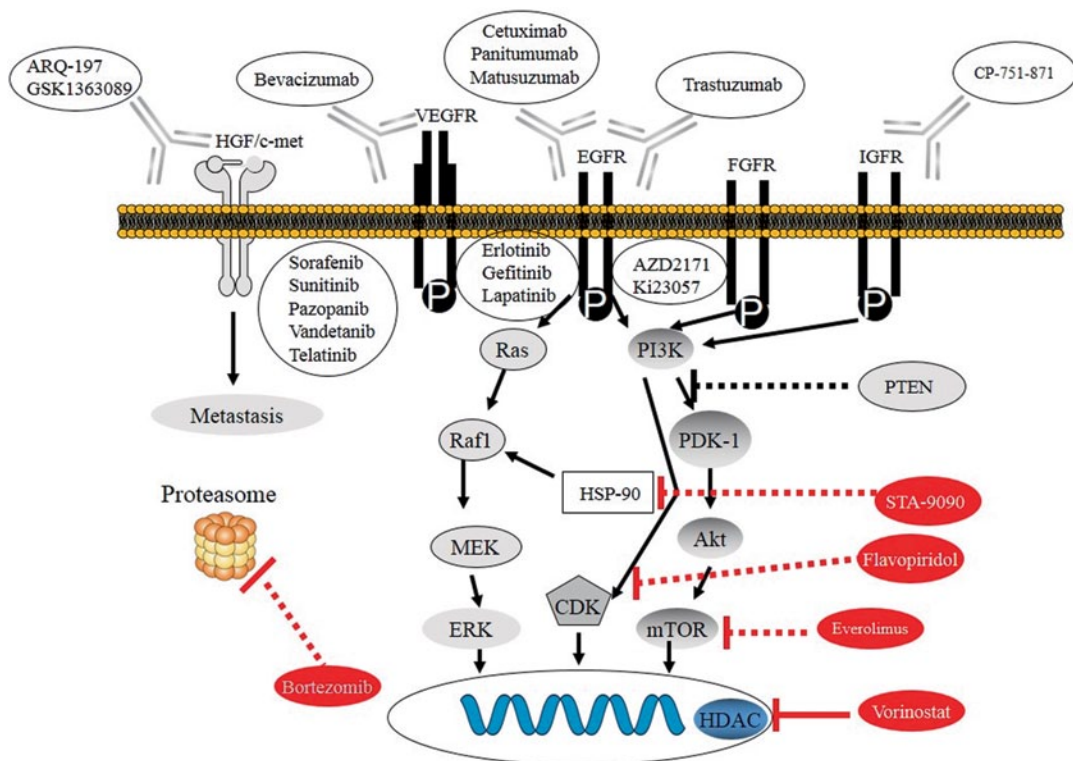 ARQ-197
GSK1363089
Bevacizumab
Cetuximab
Panitumumab
Matusuzumab
Trastuzumab
CP-751-871
HGF/c-met
VEGFR
EGFR
FGFR
IGFR
Sorafenib
Sunitinib
Pazopanib
Vandetanib
Telatinib
Erlotinib
Gefitinib
Lapatinib
AZD2171
Ki23057
P
P
P
P
Ras
PI3K
PTEN
Metastasis
Raf1
PDK-1
Proteasome
HSP-90
STA-9090
MEK
Akt
Flavopiridol
CDK
ERK
mTOR
Everolimus
Bortezomib
HDAC
Vorinostat